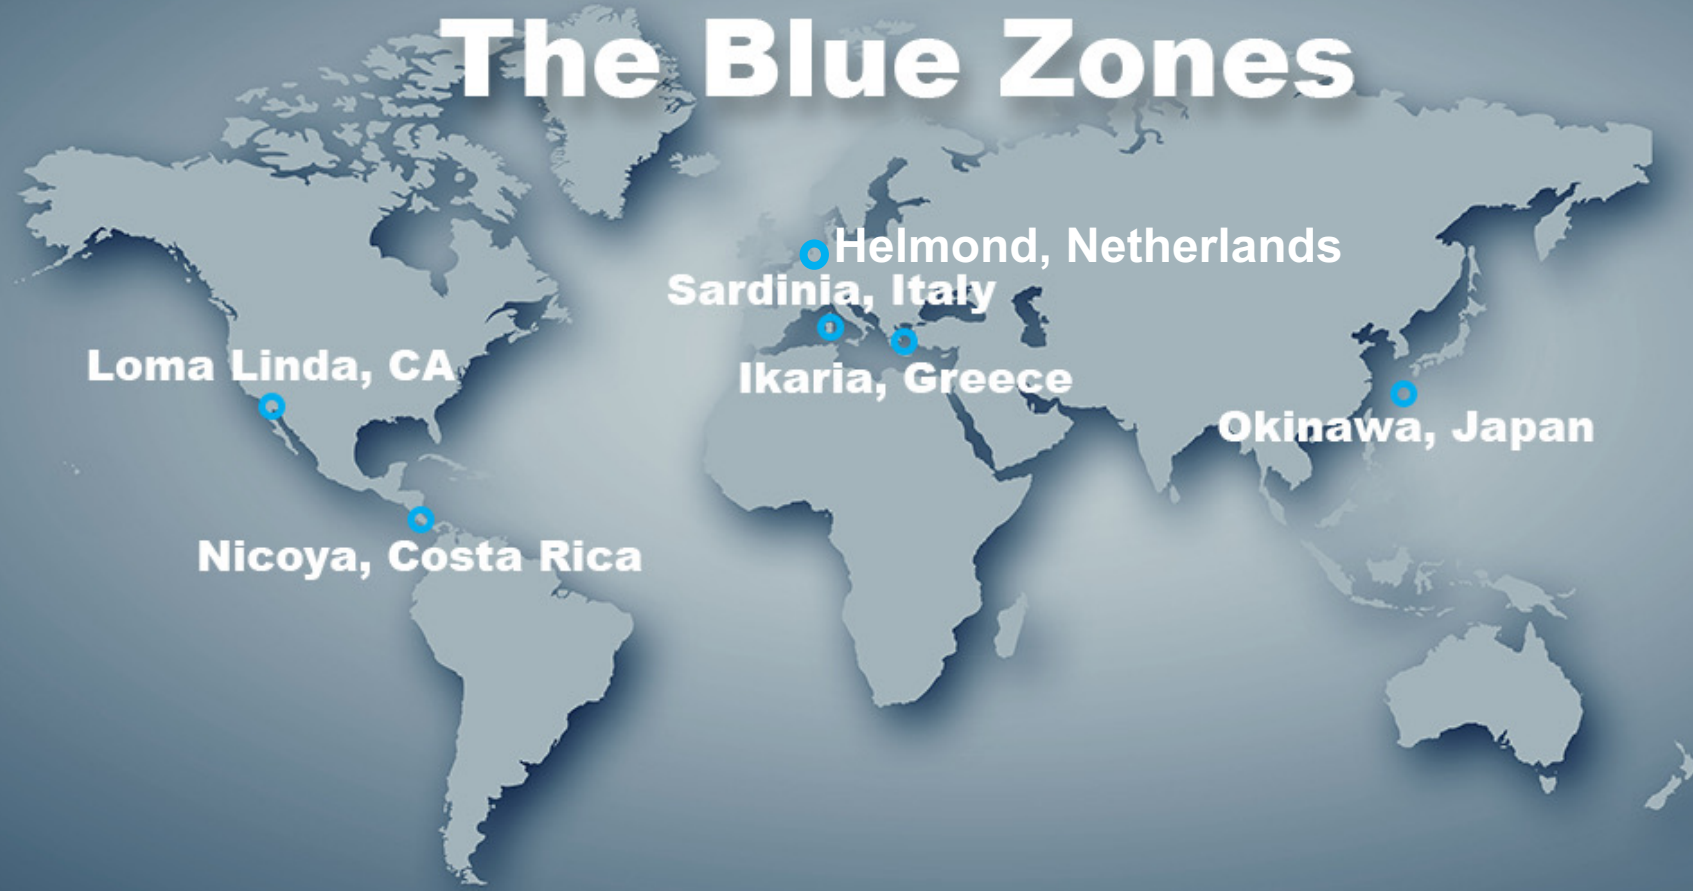 The Blue Zones
Helmond, Netherlands
Sardinia, Italy
Loma Linda, CA
Ikaria, Greece
Okinawa, Japan
Nicoya, Costa Rica